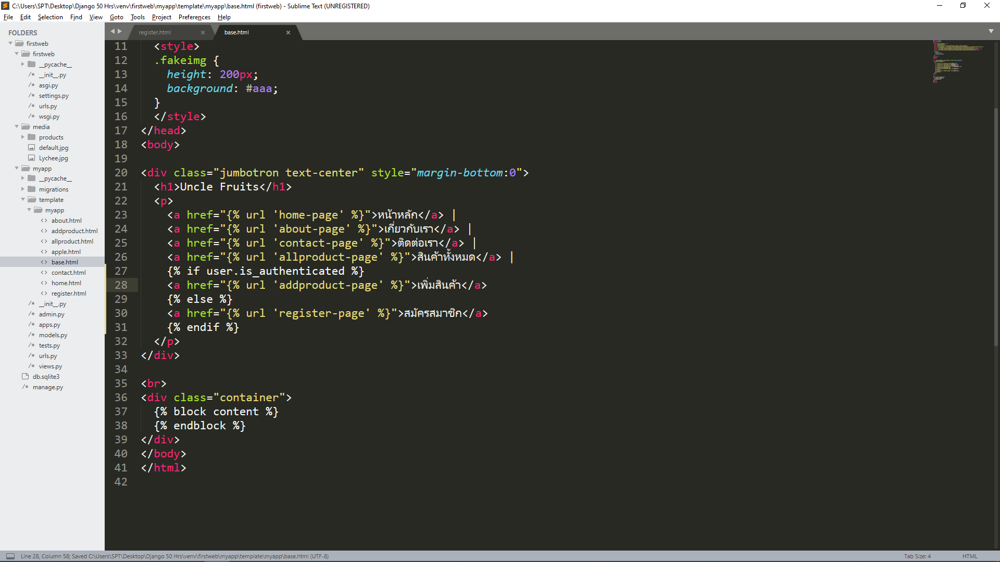 C:\Users\SPT\Desktop\Django 50 Hrs\venv\firstweb\myapp\template\myapp\base.html (firstweb) - Sublime Text (UNREGISTERED)
File Edit Selection Find View Goto Tools Project Preferences Help
FOLDERS
firstweb
firstweb
__pycache__
/* __init__.py
/* asgi.py
/* settings.py
/* urls.py
/* wsgi.py
media
products
default.jpg
Lychee.jpg
myapp
__pycache__
migrations
template
myapp
<> about.html
<> addproduct.html
<> allproduct.html
<> apple.html
<> base.html
<> contact.html
<> home.html
<> register.html
/* __init__.py
/* admin.py
/* apps.py
/* models.py
/* tests.py
/* urls.py
/* views.py
db.sqlite3
/* manage.py
register.html × base.html ×
11 <style>
12 .fakeimg {
13 height: 200px;
14 background: #aaa;
15 }
16 </style>
17 </head>
18 <body>
19
20 <div class="jumbotron text-center" style="margin-bottom:0">
21 <h1>Uncle Fruits</h1>
22 <p>
23 <a href="{% url 'home-page' %}">หน้าหลัก</a> |
24 <a href="{% url 'about-page' %}">เกี่ยวกับเรา</a> |
25 <a href="{% url 'contact-page' %}">ติดต่อเรา</a> |
26 <a href="{% url 'allproduct-page' %}">สินค้าทั้งหมด</a> |
27 {% if user.is_authenticated %}
28 <a href="{% url 'addproduct-page' %}">เพิ่มสินค้า</a>
29 {% else %}
30 <a href="{% url 'register-page' %}">สมัครสมาชิก</a>
31 {% endif %}
32 </p>
33 </div>
34
35 <br>
36 <div class="container">
37 {% block content %}
38 {% endblock %}
39 </div>
40 </body>
41 </html>
42
Line 28, Column 58; Saved C:\Users\SPT\Desktop\Django 50 Hrs\venv\firstweb\myapp\template\myapp\base.html (UTF-8) Tab Size: 4 HTML